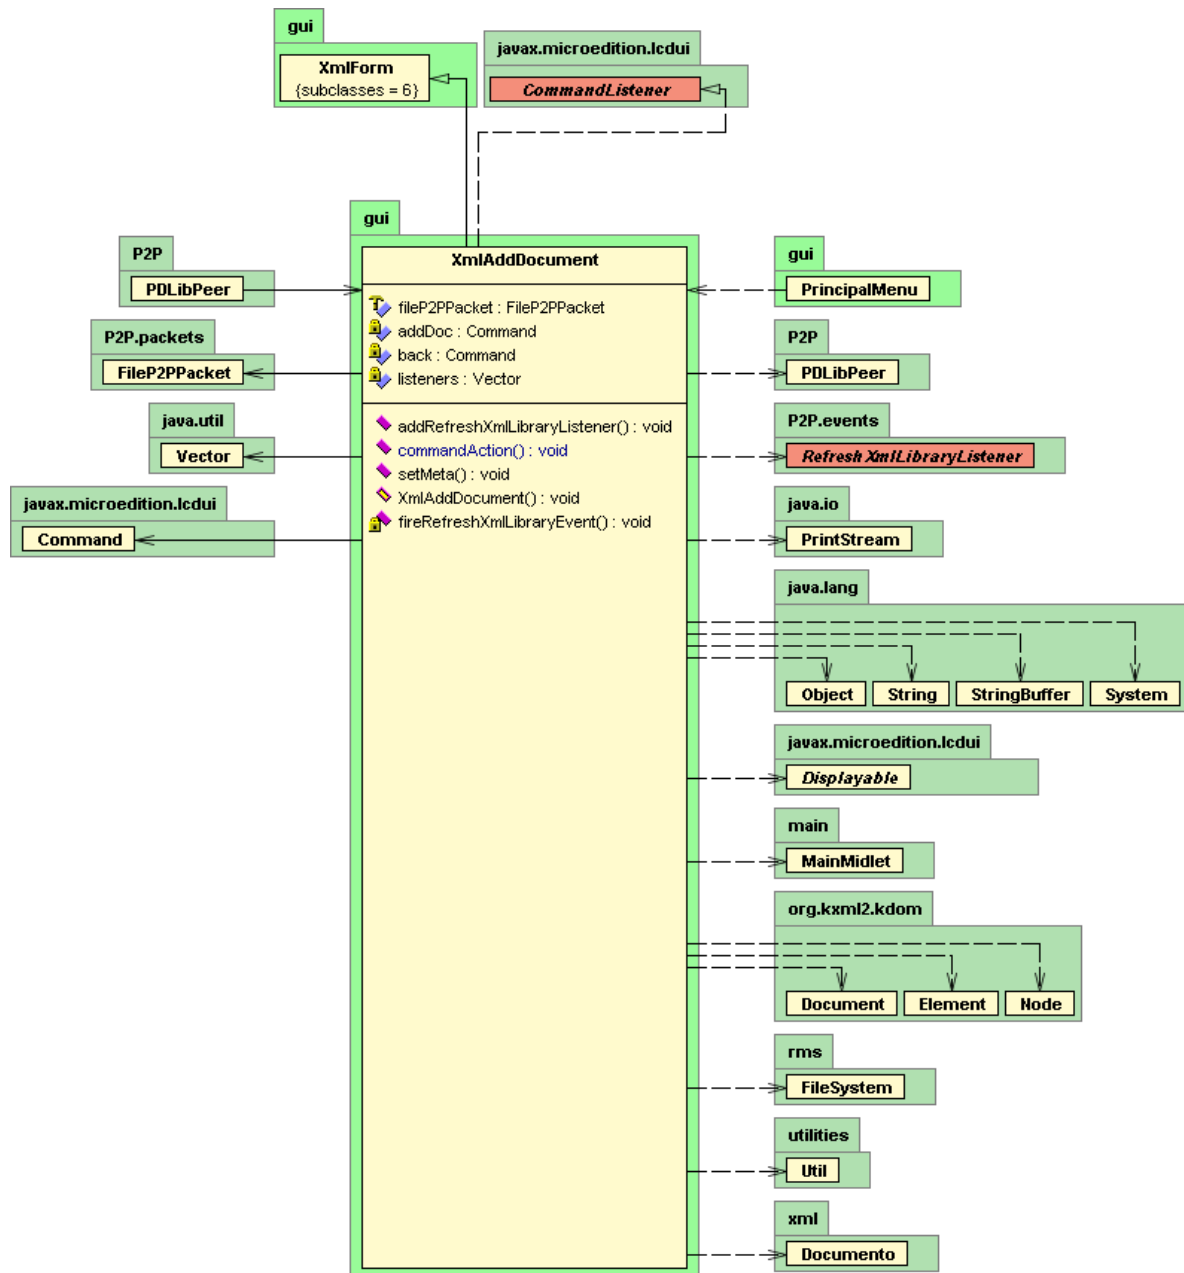 gui
XmlForm
{subclasses = 6}
javax.microedition.lcdui
CommandListener
gui
XmlAddDocument
fileP2PPacket : FileP2PPacket
addDoc : Command
back : Command
listeners : Vector
addRefreshXmlLibraryListener() : void
commandAction() : void
setMeta() : void
XmlAddDocument() : void
fireRefreshXmlLibraryEvent() : void
P2P
PDLibPeer
P2P.packets
FileP2PPacket
java.util
Vector
javax.microedition.lcdui
Command
gui
PrincipalMenu
P2P
PDLibPeer
P2P.events
RefreshXmlLibraryListener
java.io
PrintStream
java.lang
Object String StringBuffer System
javax.microedition.lcdui
Displayable
main
MainMidlet
org.kxml2.kdom
Document Element Node
rms
FileSystem
utilities
Util
xml
Documento